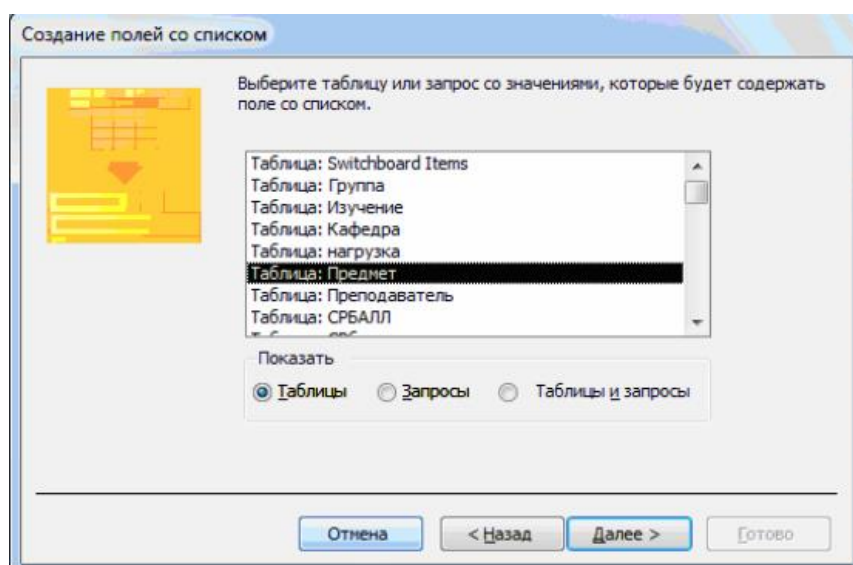 Создание полей со списком
Выберите таблицу или запрос со значениями, которые будет содержать
поле со списком.
Таблица: Switchboard Items
Таблица: Группа
Таблица: Изучение
Таблица: Кафедра
Таблица: нагрузка
Таблица: Предмет
Таблица: Преподаватель
Таблица: СРБАЛЛ
Показать
Таблицы Запросы Таблицы и запросы
Отмена < Назад Далее > Готово